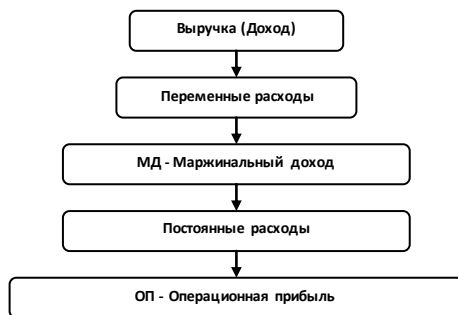 Выручка (Доход)
Переменные расходы
МД - Маржинальный доход
Постоянные расходы
ОП - Операционная прибыль